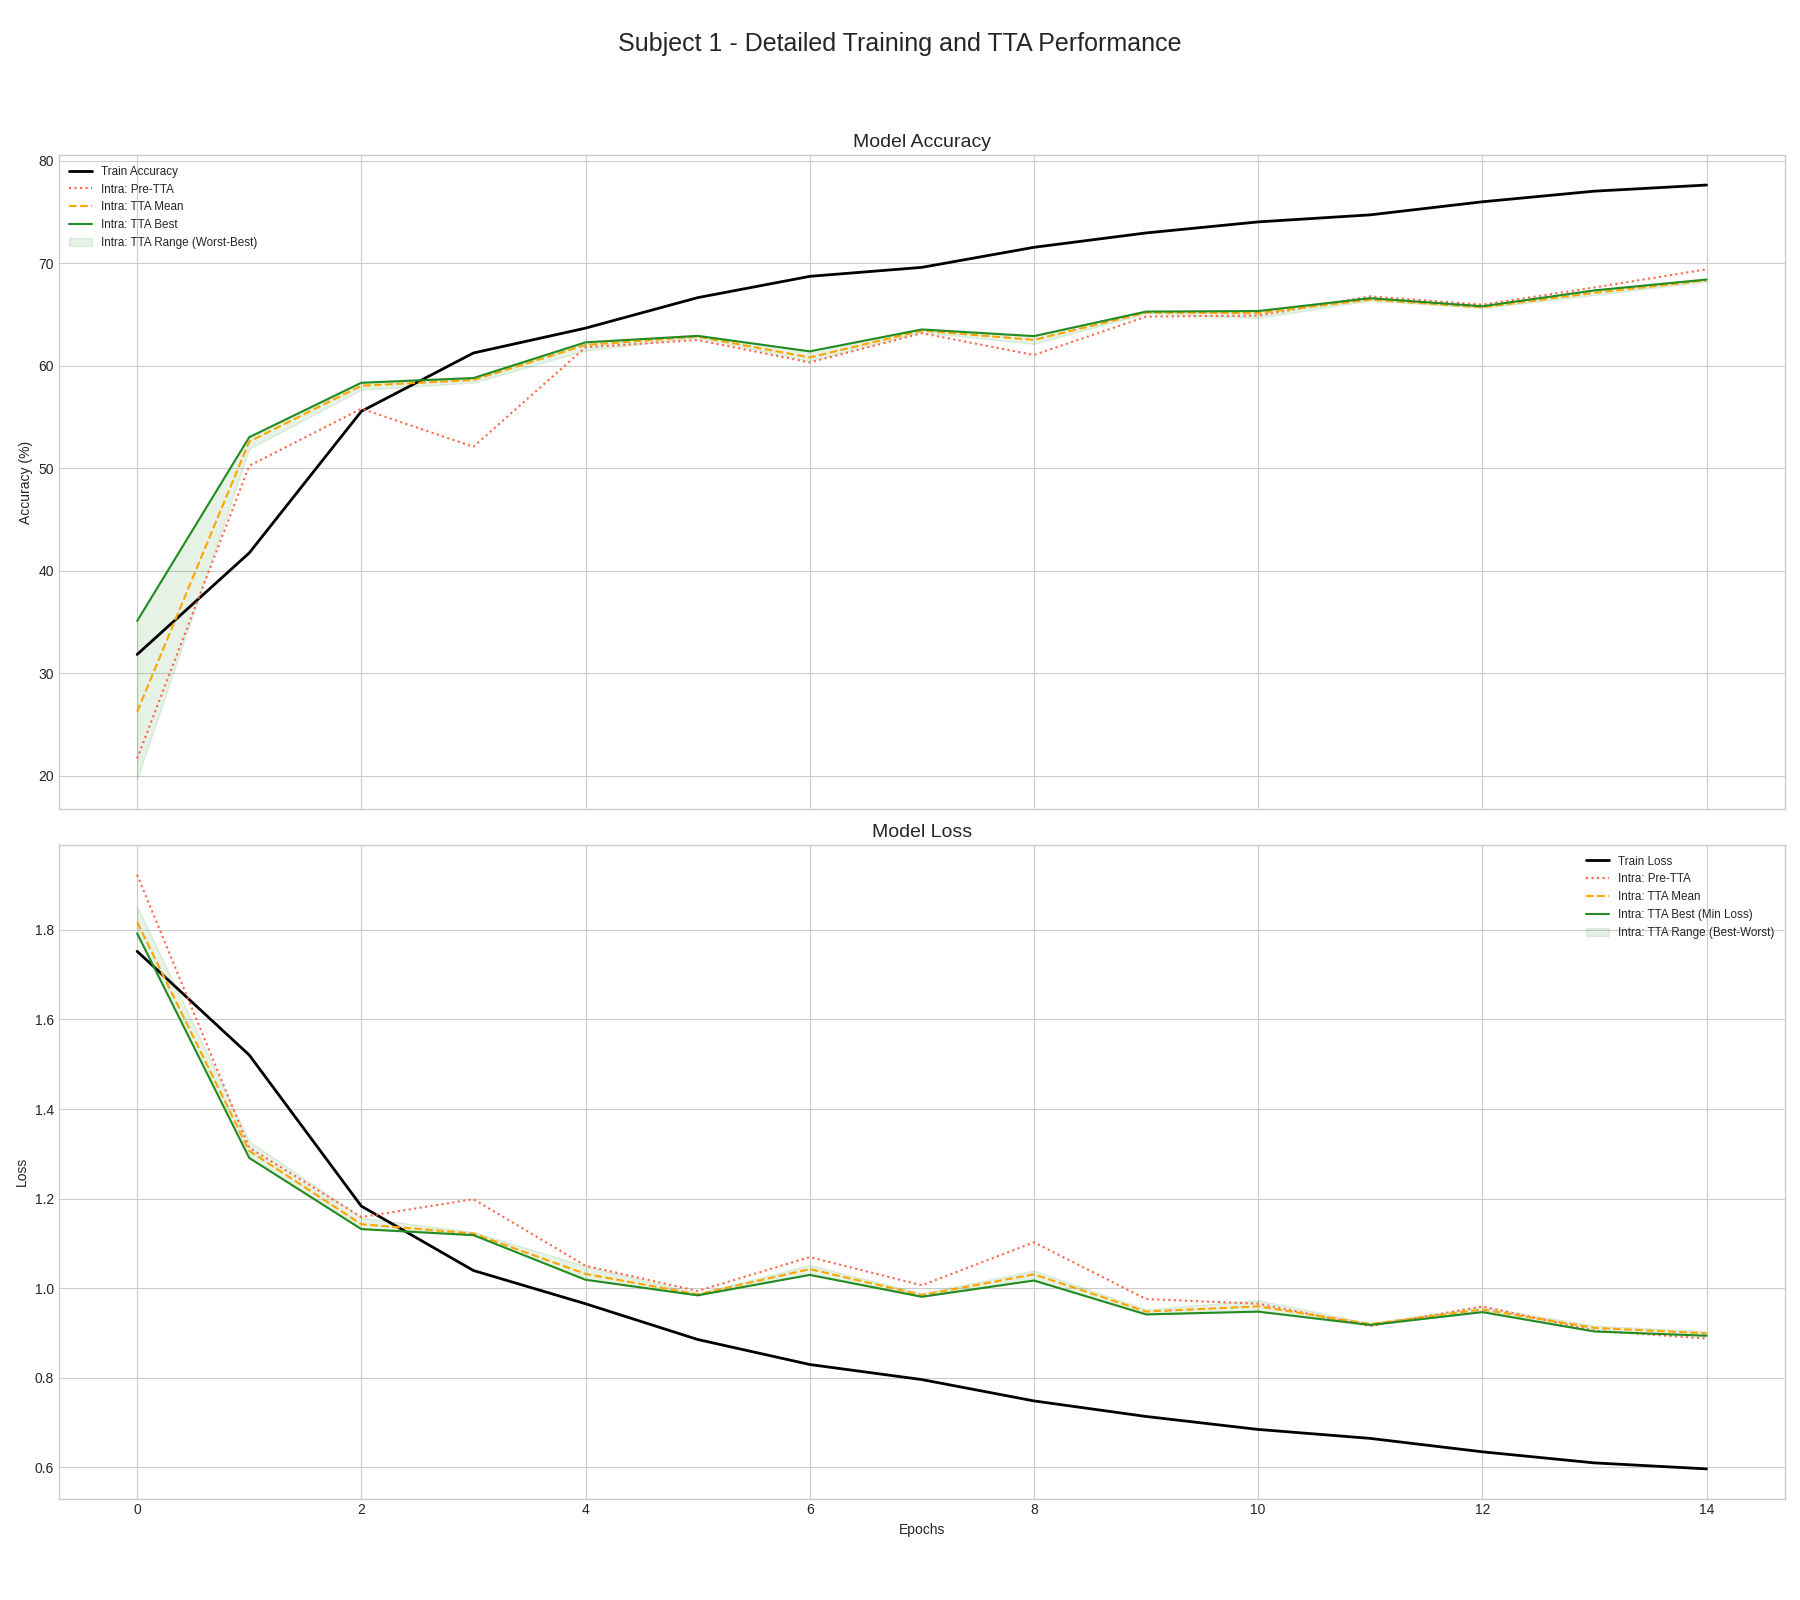 Subject 1 - Detailed Training and TTA Performance
Model Accuracy
80
70
60
50
40
30
20
Accuracy (%)
Train Accuracy
Intra: Pre-TTA
Intra: TTA Mean
Intra: TTA Best
Intra: TTA Range (Worst-Best)
Model Loss
1.8
1.6
1.4
1.2
1.0
0.8
0.6
Loss
Train Loss
Intra: Pre-TTA
Intra: TTA Mean
Intra: TTA Best (Min Loss)
Intra: TTA Range (Best-Worst)
0 2 4 6 8 10 12 14
Epochs